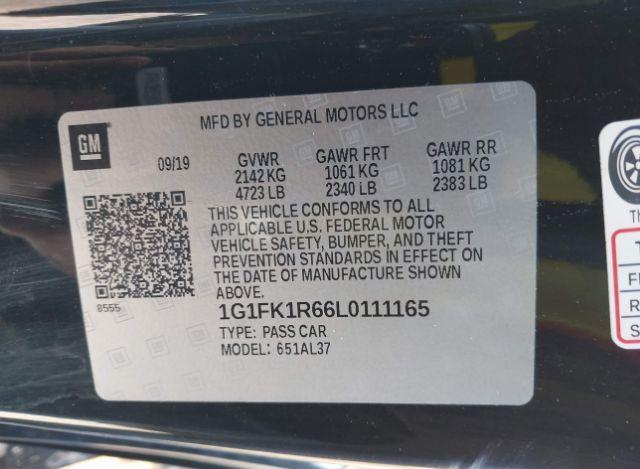 MFD BY GENERAL MOTORS LLC
GM
09/19 GVWR GAWR FRT GAWR RR
2142 KG 1061 KG 1081 KG
4723 LB 2340 LB 2383 LB
THIS VEHICLE CONFORMS TO ALL
APPLICABLE U.S. FEDERAL MOTOR
VEHICLE SAFETY, BUMPER, AND THEFT
PREVENTION STANDARDS IN EFFECT ON
THE DATE OF MANUFACTURE SHOWN
ABOVE.
8555
1G1FK1R66L0111165
TYPE: PASS CAR
MODEL: 651AL37